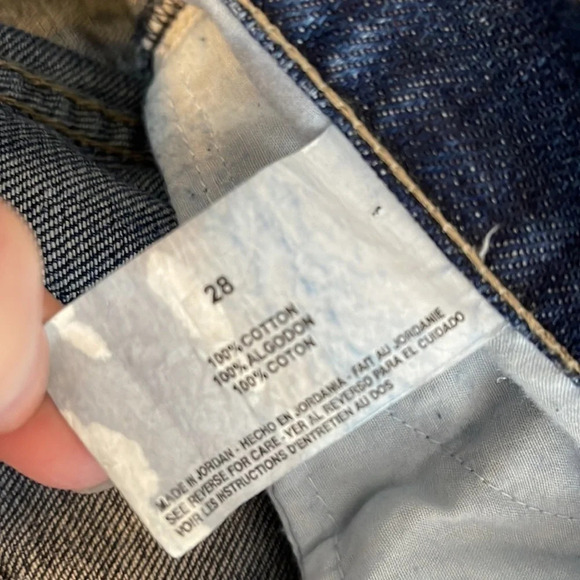 28
100% COTTON
100% ALGODON
100% COTON
MADE IN JORDAN - HECHO EN JORDANIA - FAIT AU JORDANIE
SEE REVERSE FOR CARE - VER AL REVERSO PARA EL CUIDADO
VOIR LES INSTRUCTIONS D'ENTRETIEN AU DOS